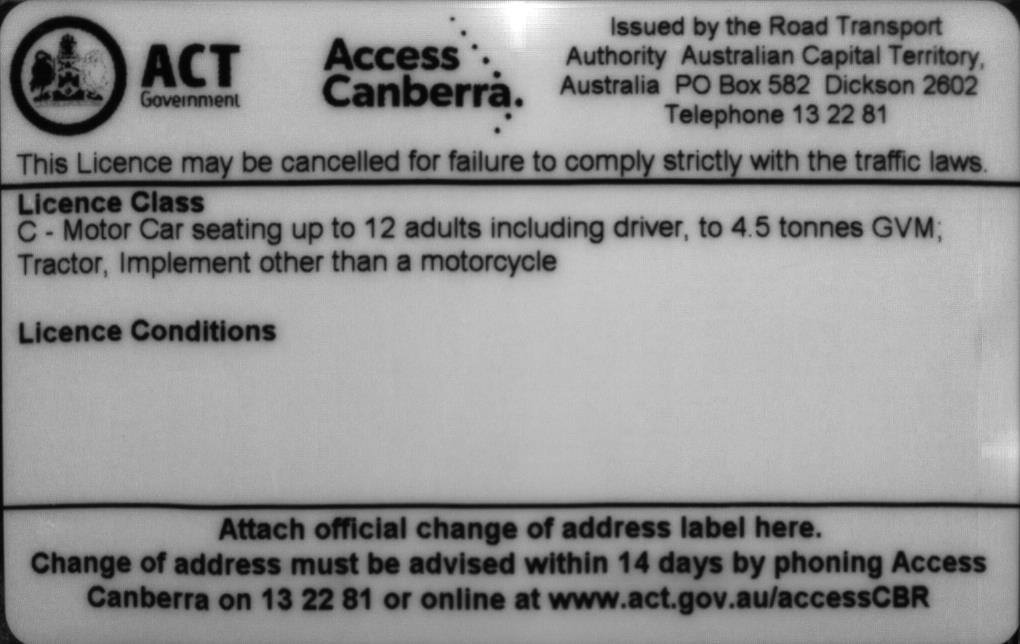 ACT
Government
Access
Canberra.
Issued by the Road Transport
Authority Australian Capital Territory,
Australia PO Box 582 Dickson 2602
Telephone 13 22 81
This Licence may be cancelled for failure to comply strictly with the traffic laws.
Licence Class
C - Motor Car seating up to 12 adults including driver, to 4.5 tonnes GVM;
Tractor, Implement other than a motorcycle
Licence Conditions
Attach official change of address label here.
Change of address must be advised within 14 days by phoning Access
Canberra on 13 22 81 or online at www.act.gov.au/accessCBR